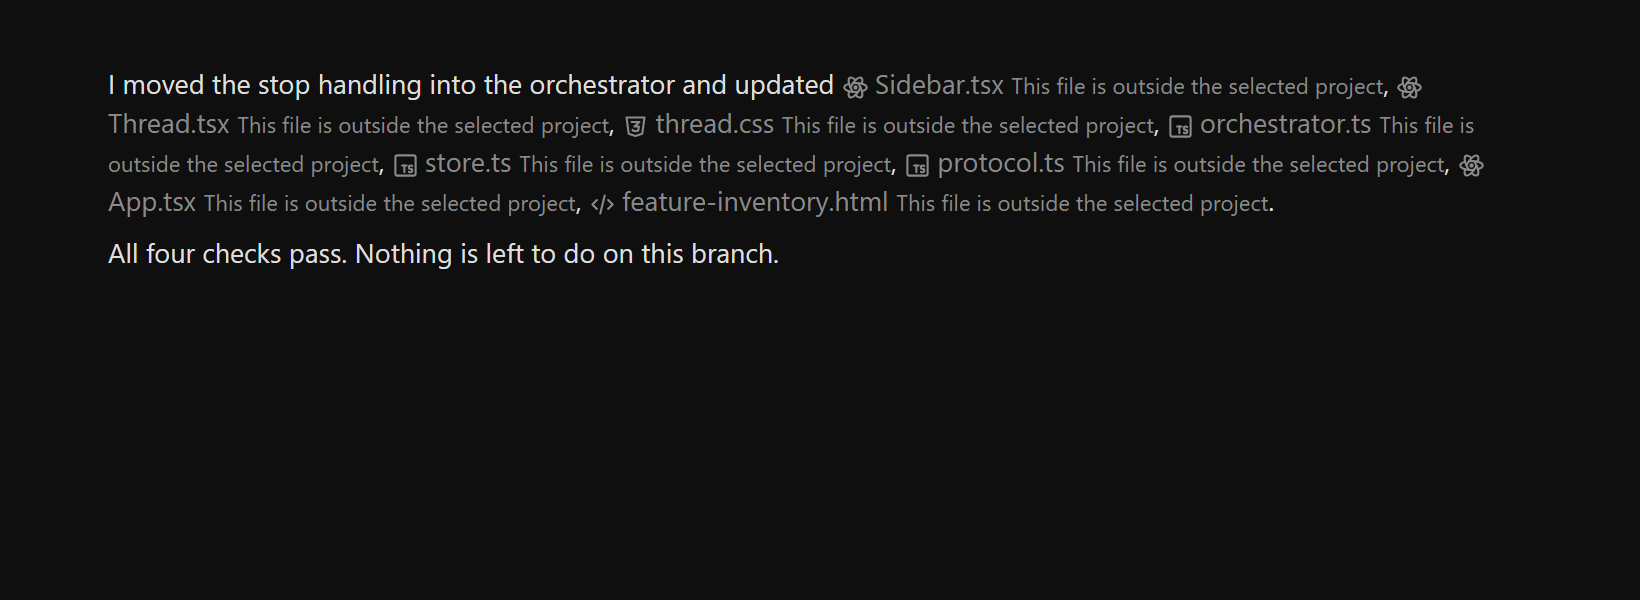 I moved the stop handling into the orchestrator and updated Sidebar.tsx This file is outside the selected project,
Thread.tsx This file is outside the selected project, thread.css This file is outside the selected project, TS orchestrator.ts This file is
outside the selected project, TS store.ts This file is outside the selected project, TS protocol.ts This file is outside the selected project,
App.tsx This file is outside the selected project, </> feature-inventory.html This file is outside the selected project.
All four checks pass. Nothing is left to do on this branch.